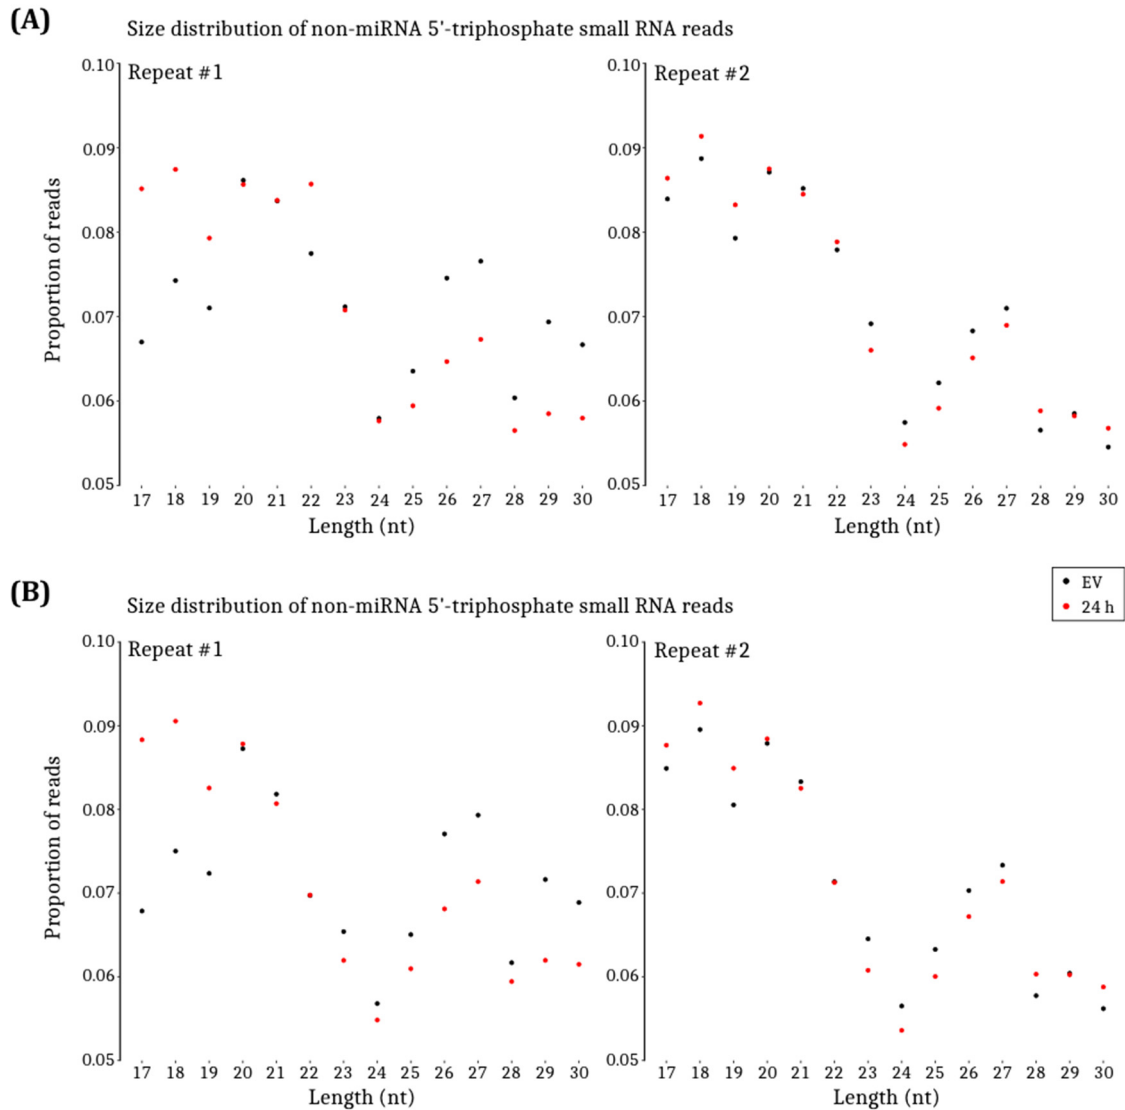 (A)
Size distribution of non-miRNA 5'-triphosphate small RNA reads
Repeat #1
Repeat #2
Proportion of reads
0.10
0.09
0.08
0.07
0.06
0.05
17 18 19 20 21 22 23 24 25 26 27 28 29 30
Length (nt)
0.10
0.09
0.08
0.07
0.06
0.05
17 18 19 20 21 22 23 24 25 26 27 28 29 30
Length (nt)
(B)
EV
24 h
Size distribution of non-miRNA 5'-triphosphate small RNA reads
Repeat #1
Repeat #2
Proportion of reads
0.10
0.09
0.08
0.07
0.06
0.05
17 18 19 20 21 22 23 24 25 26 27 28 29 30
Length (nt)
0.10
0.09
0.08
0.07
0.06
0.05
17 18 19 20 21 22 23 24 25 26 27 28 29 30
Length (nt)